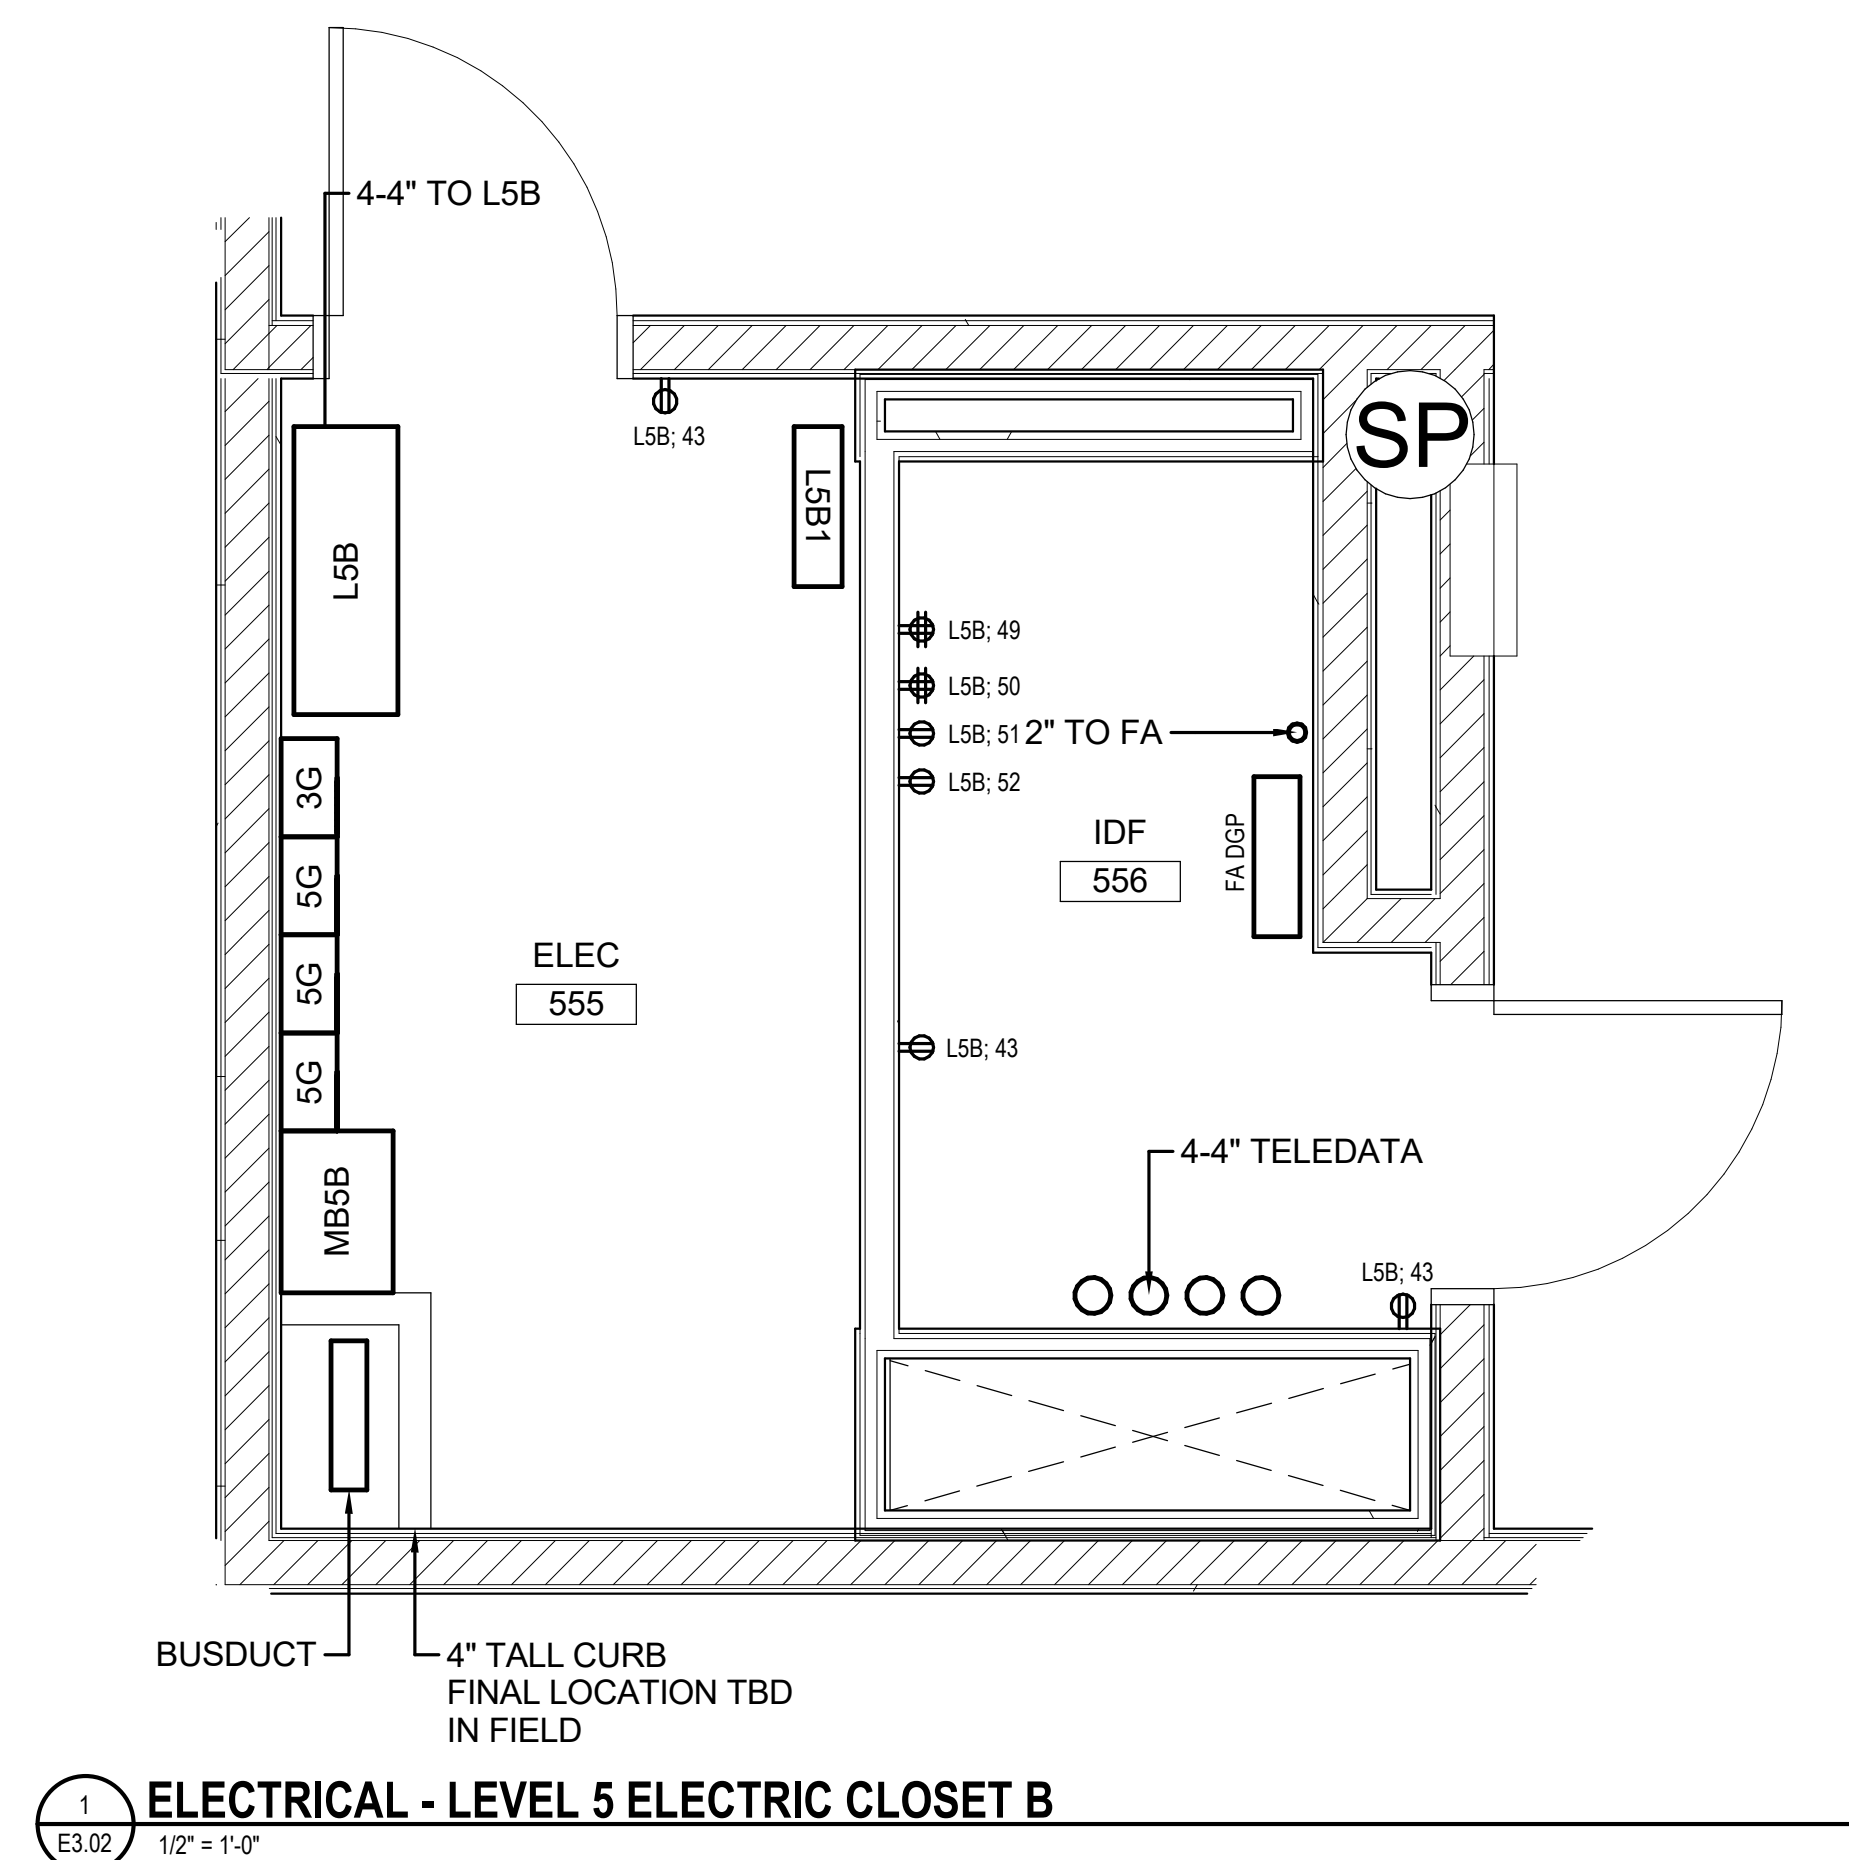 4-4" TO L5B
L5B; 43
SP
L5B1
L5B
L5B; 49
L5B; 50
L5B; 51
2" TO FA
L5B; 52
3G
5G
5G
5G
IDF
556
FA DGP
ELEC
555
L5B; 43
4-4" TELEDATA
MB5B
L5B; 43
BUSDUCT
4" TALL CURB
FINAL LOCATION TBD
IN FIELD
1
E3.02
ELECTRICAL - LEVEL 5 ELECTRIC CLOSET B
1/2" = 1'-0"